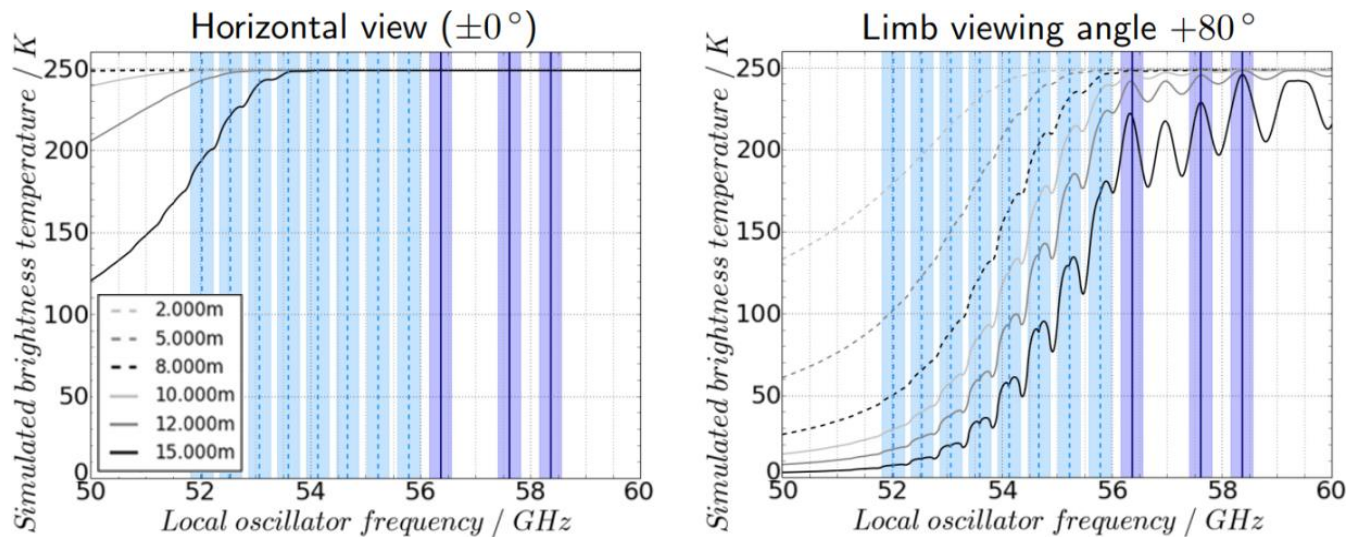 Horizontal view (±0°)
Simulated brightness temperature / K
250
200
150
100
50
0
2.000m
5.000m
8.000m
10.000m
12.000m
15.000m
50 52 54 56 58 60
Local oscillator frequency / GHz
Limb viewing angle +80°
Simulated brightness temperature / K
250
200
150
100
50
0
50 52 54 56 58 60
Local oscillator frequency / GHz